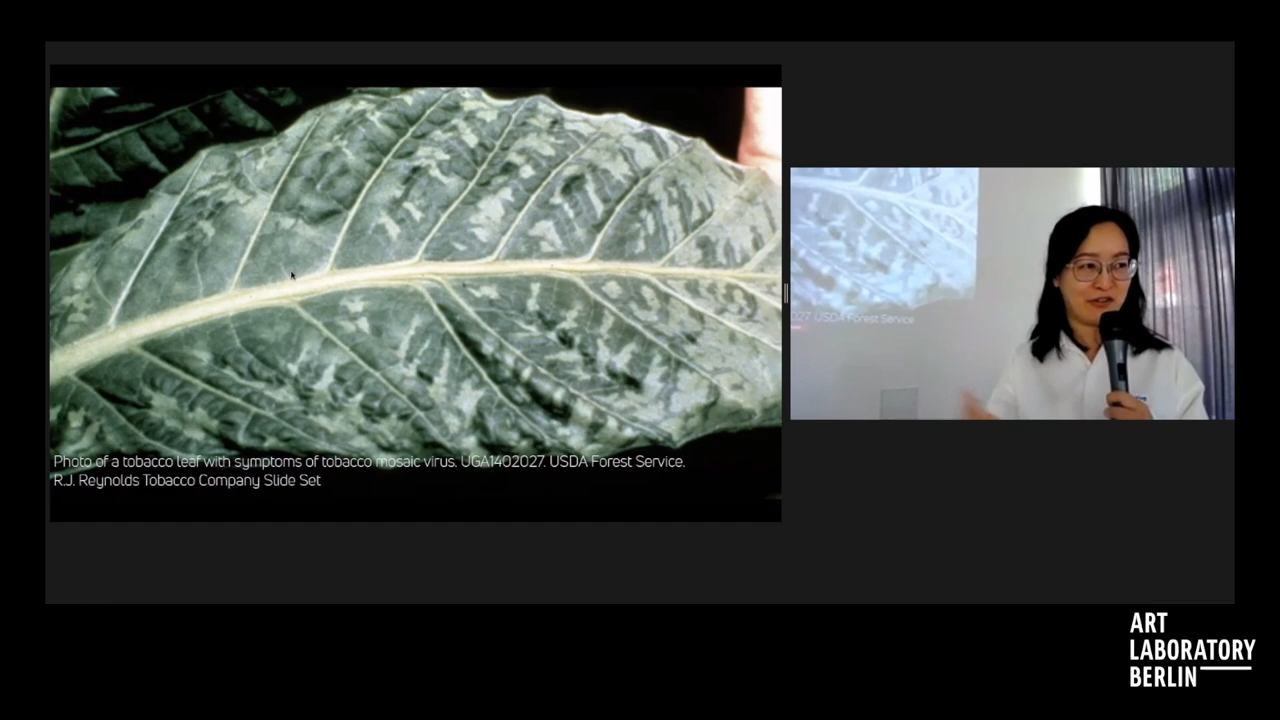 Photo of a tobacco leaf with symptoms of tobacco mosaic virus. UGA1402027. USDA Forest Service.
R.J. Reynolds Tobacco Company Slide Set
027. USDA Forest Service
ART
LABORATORY
BERLIN